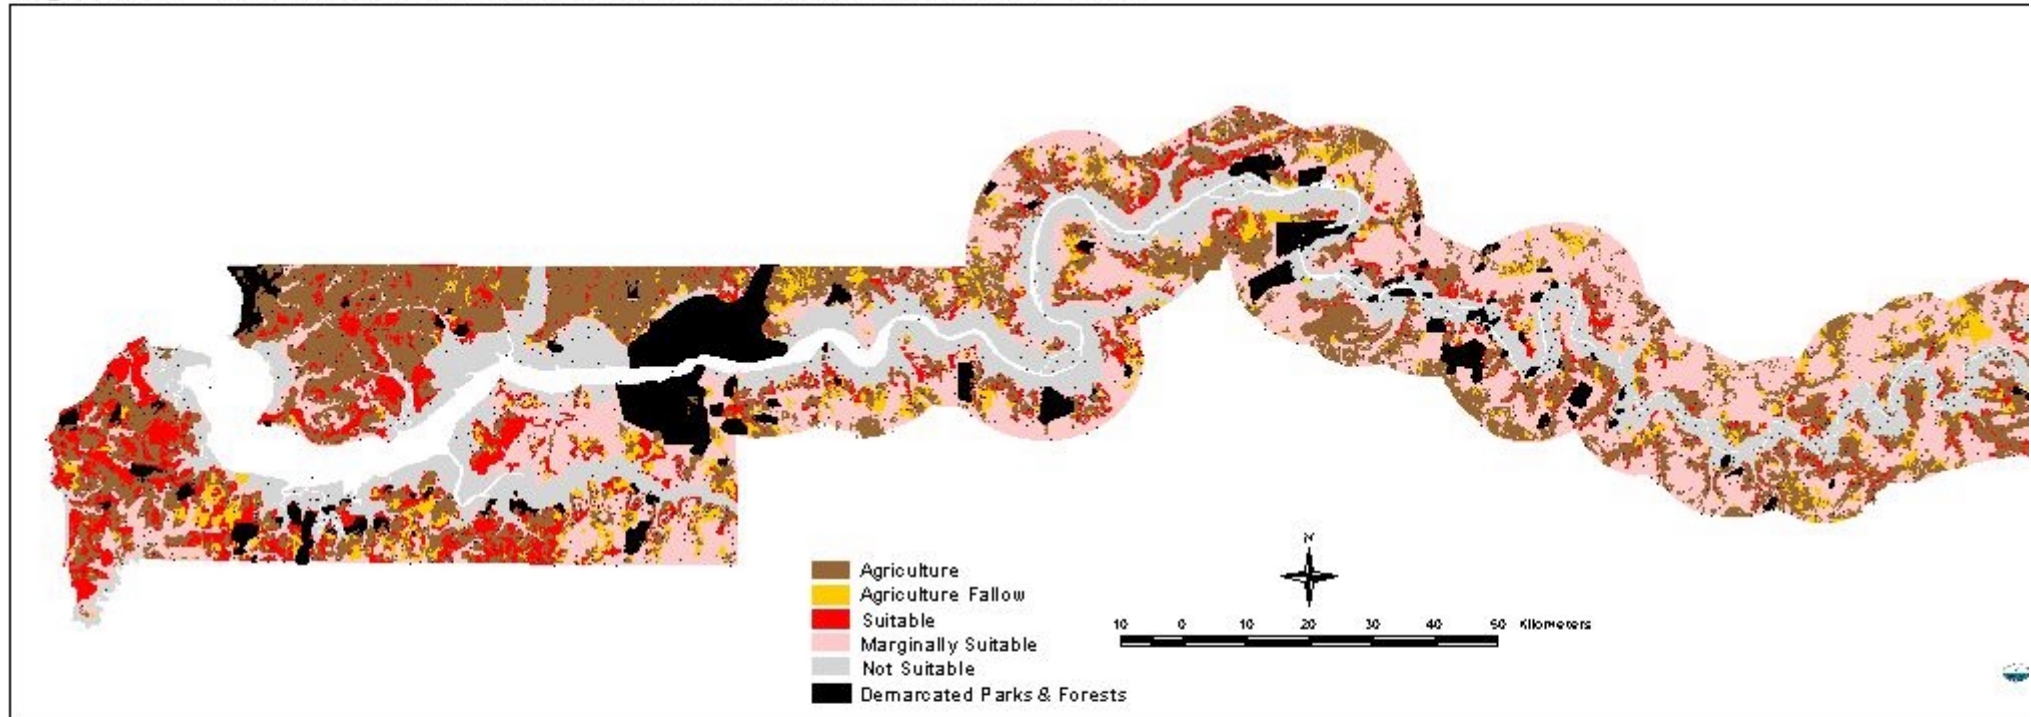 Agriculture
Agriculture Fallow
Suitable
Marginally Suitable
Not Suitable
Demarcated Parks & Forests
N
10 0 10 20 30 40 50 Kilometers